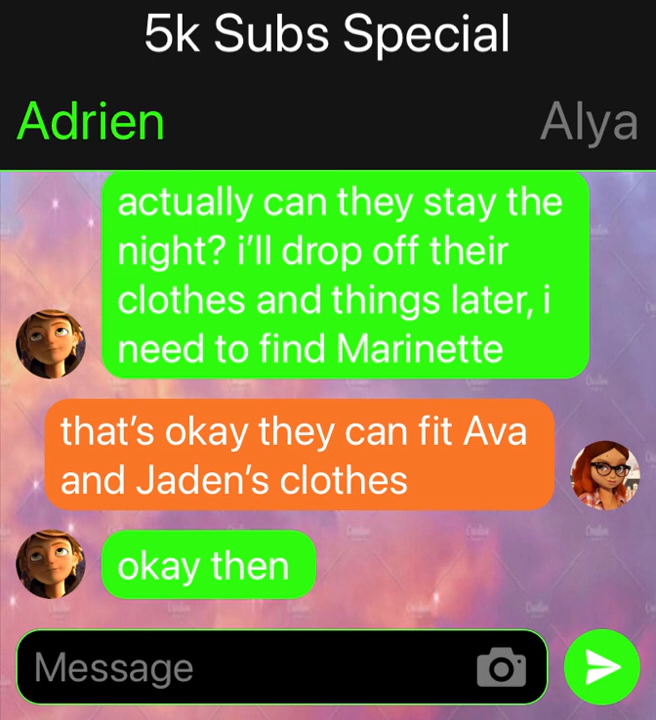 5k Subs Special
Adrien
Alya
actually can they stay the
night? i'll drop off their
clothes and things later, i
need to find Marinette
that's okay they can fit Ava
and Jaden's clothes
okay then
Message